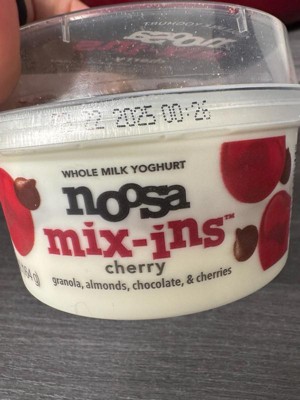 22 2025 00:26
WHOLE MILK YOGHURT
noosa
mix-ins™
cherry
granola, almonds, chocolate, & cherries